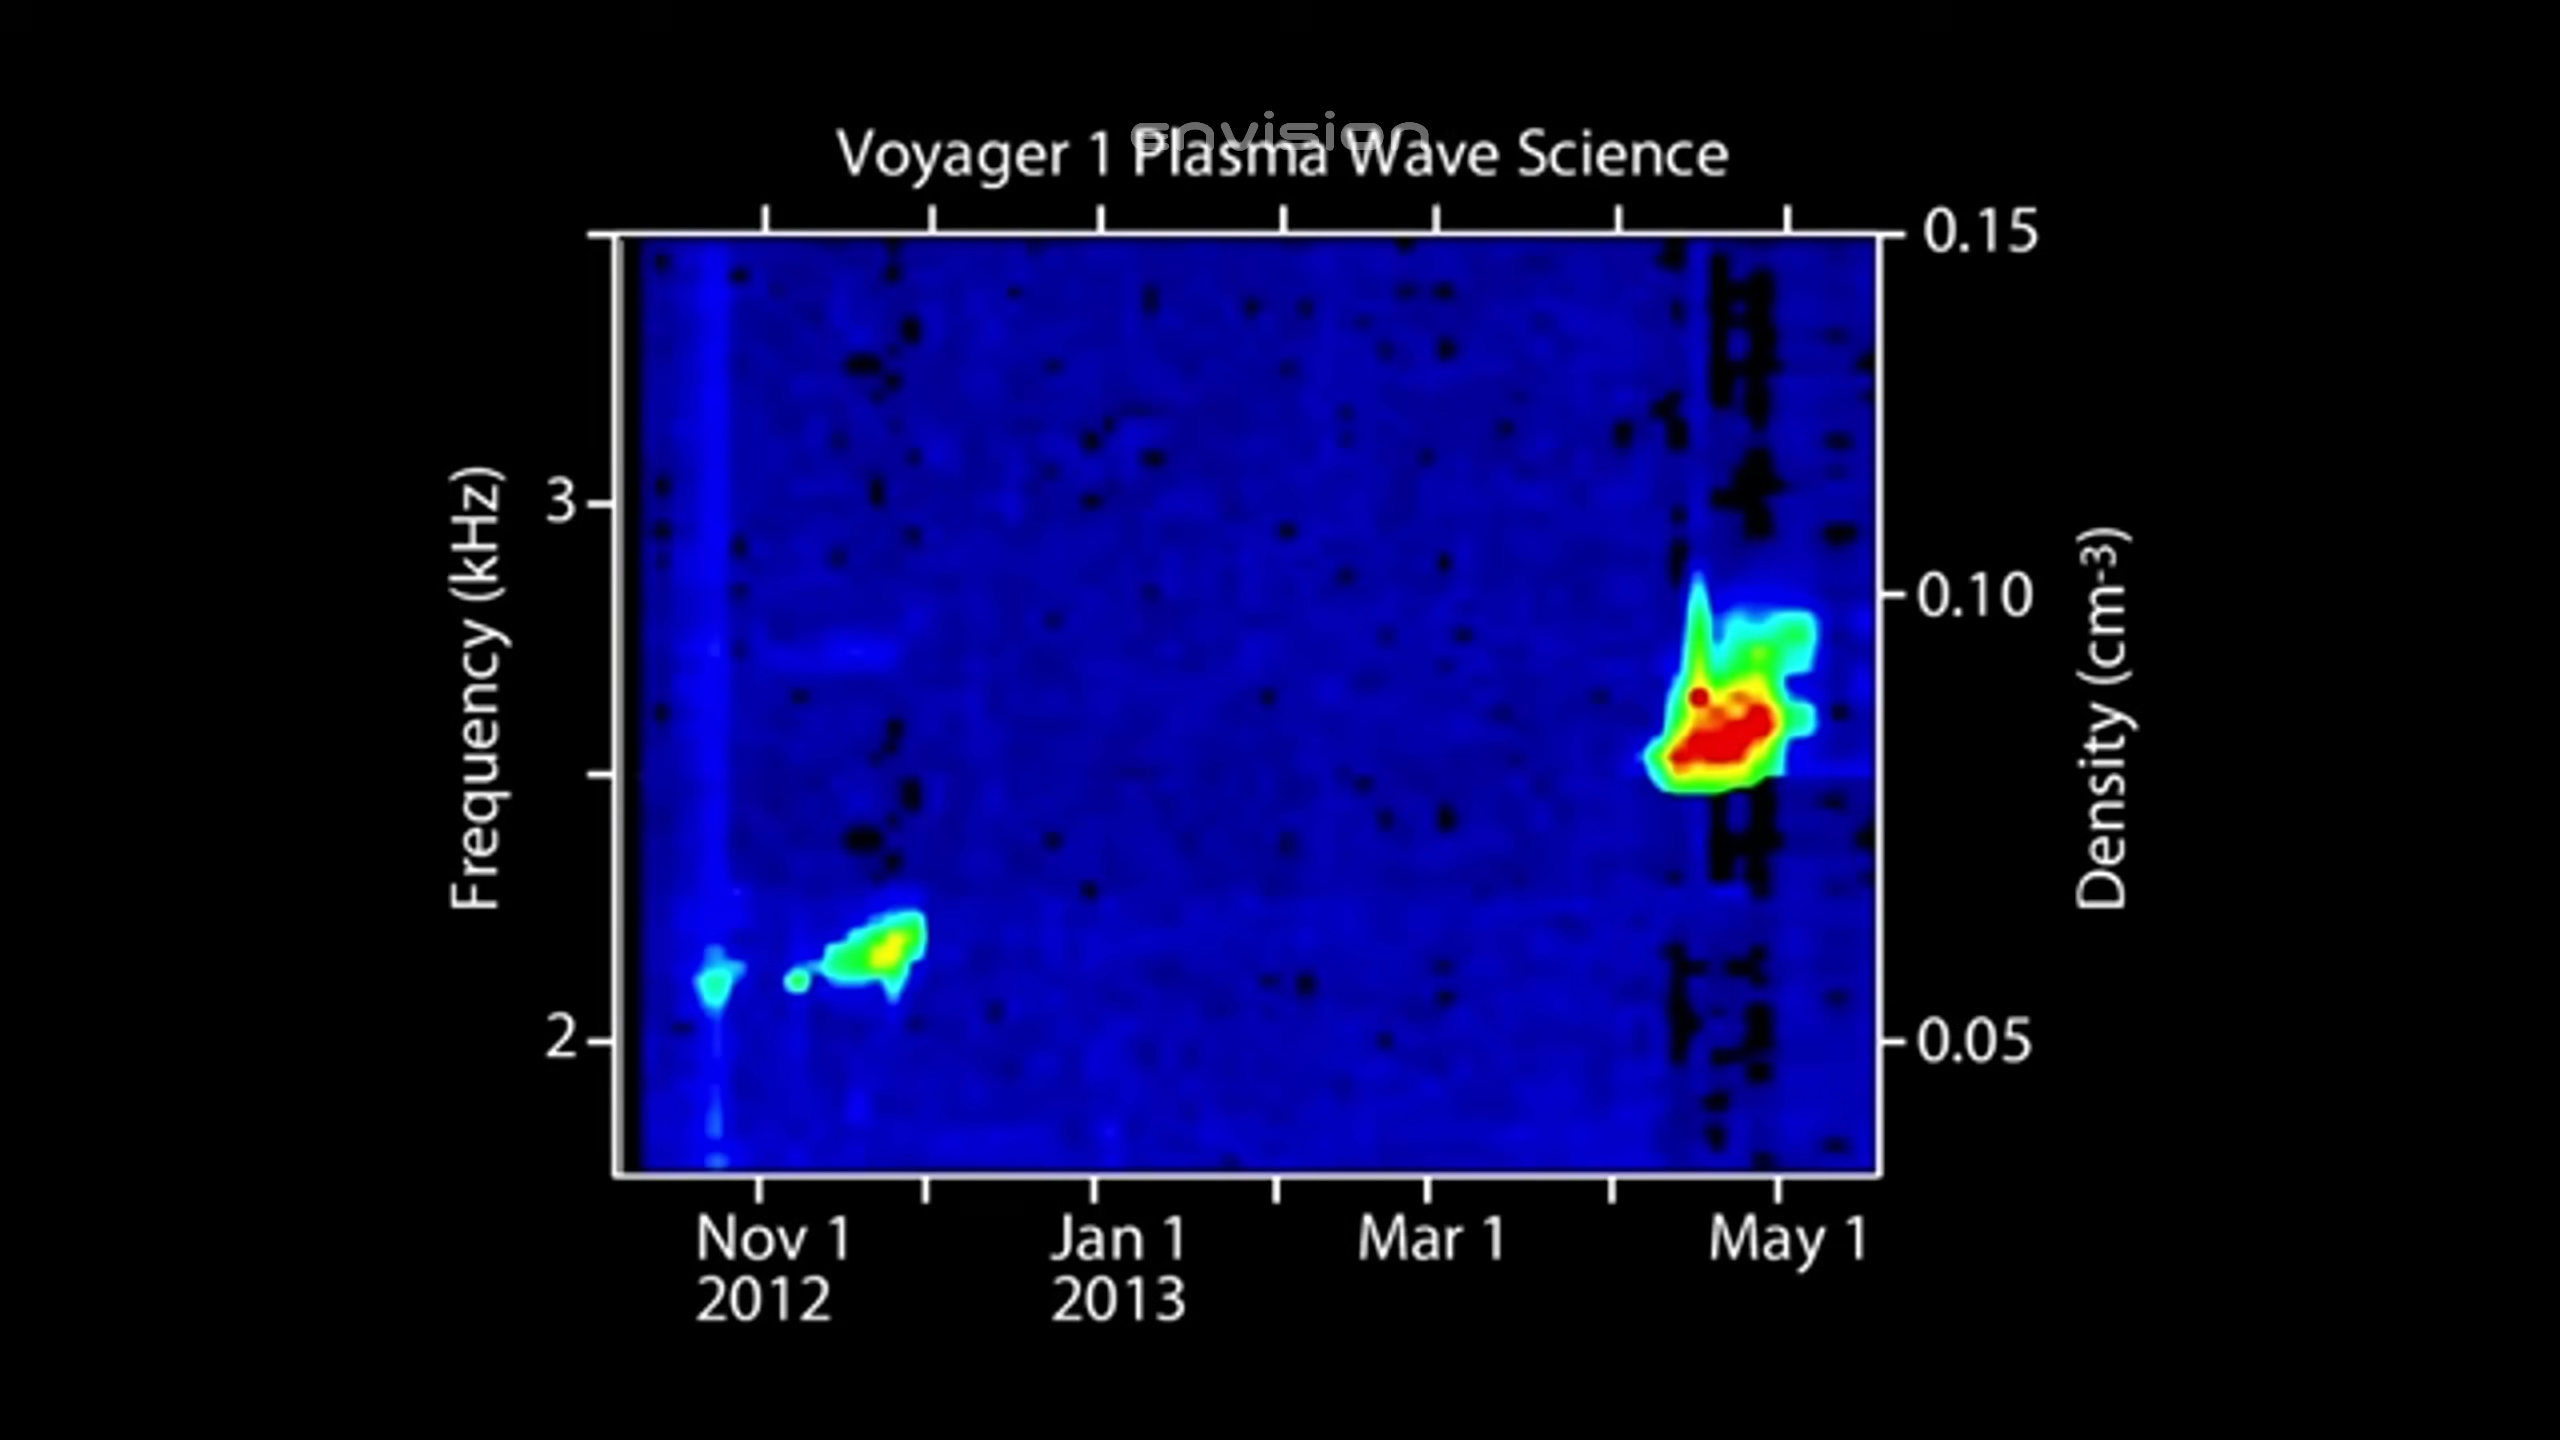 envision
Voyager 1 Plasma Wave Science
0.15
3
0.10
Frequency (kHz)
Density (cm-3)
2
0.05
Nov 1
2012
Jan 1
2013
Mar 1
May 1